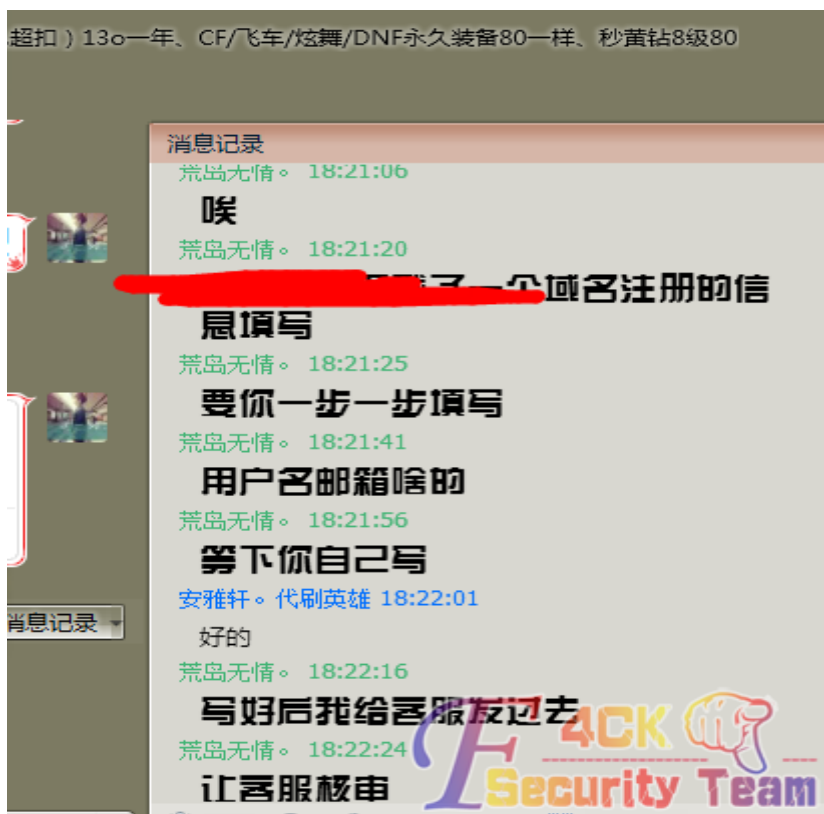 超扣）13o一年、CF/飞车/炫舞/DNF永久装备80一样、秒黄钻8级80
消息记录
荒岛无情。 18:21:06
唉
荒岛无情。 18:21:20
了一个域名注册的信
息填写
荒岛无情。 18:21:25
要你一步一步填写
荒岛无情。 18:21:41
用户名邮箱啥的
荒岛无情。 18:21:56
等下你自己写
安雅轩。代刷英雄 18:22:01
好的
消息记录
荒岛无情。 18:22:16
写好后我给客服发过去
荒岛无情。 18:22:24
让客服核审
F4CK
Security Team